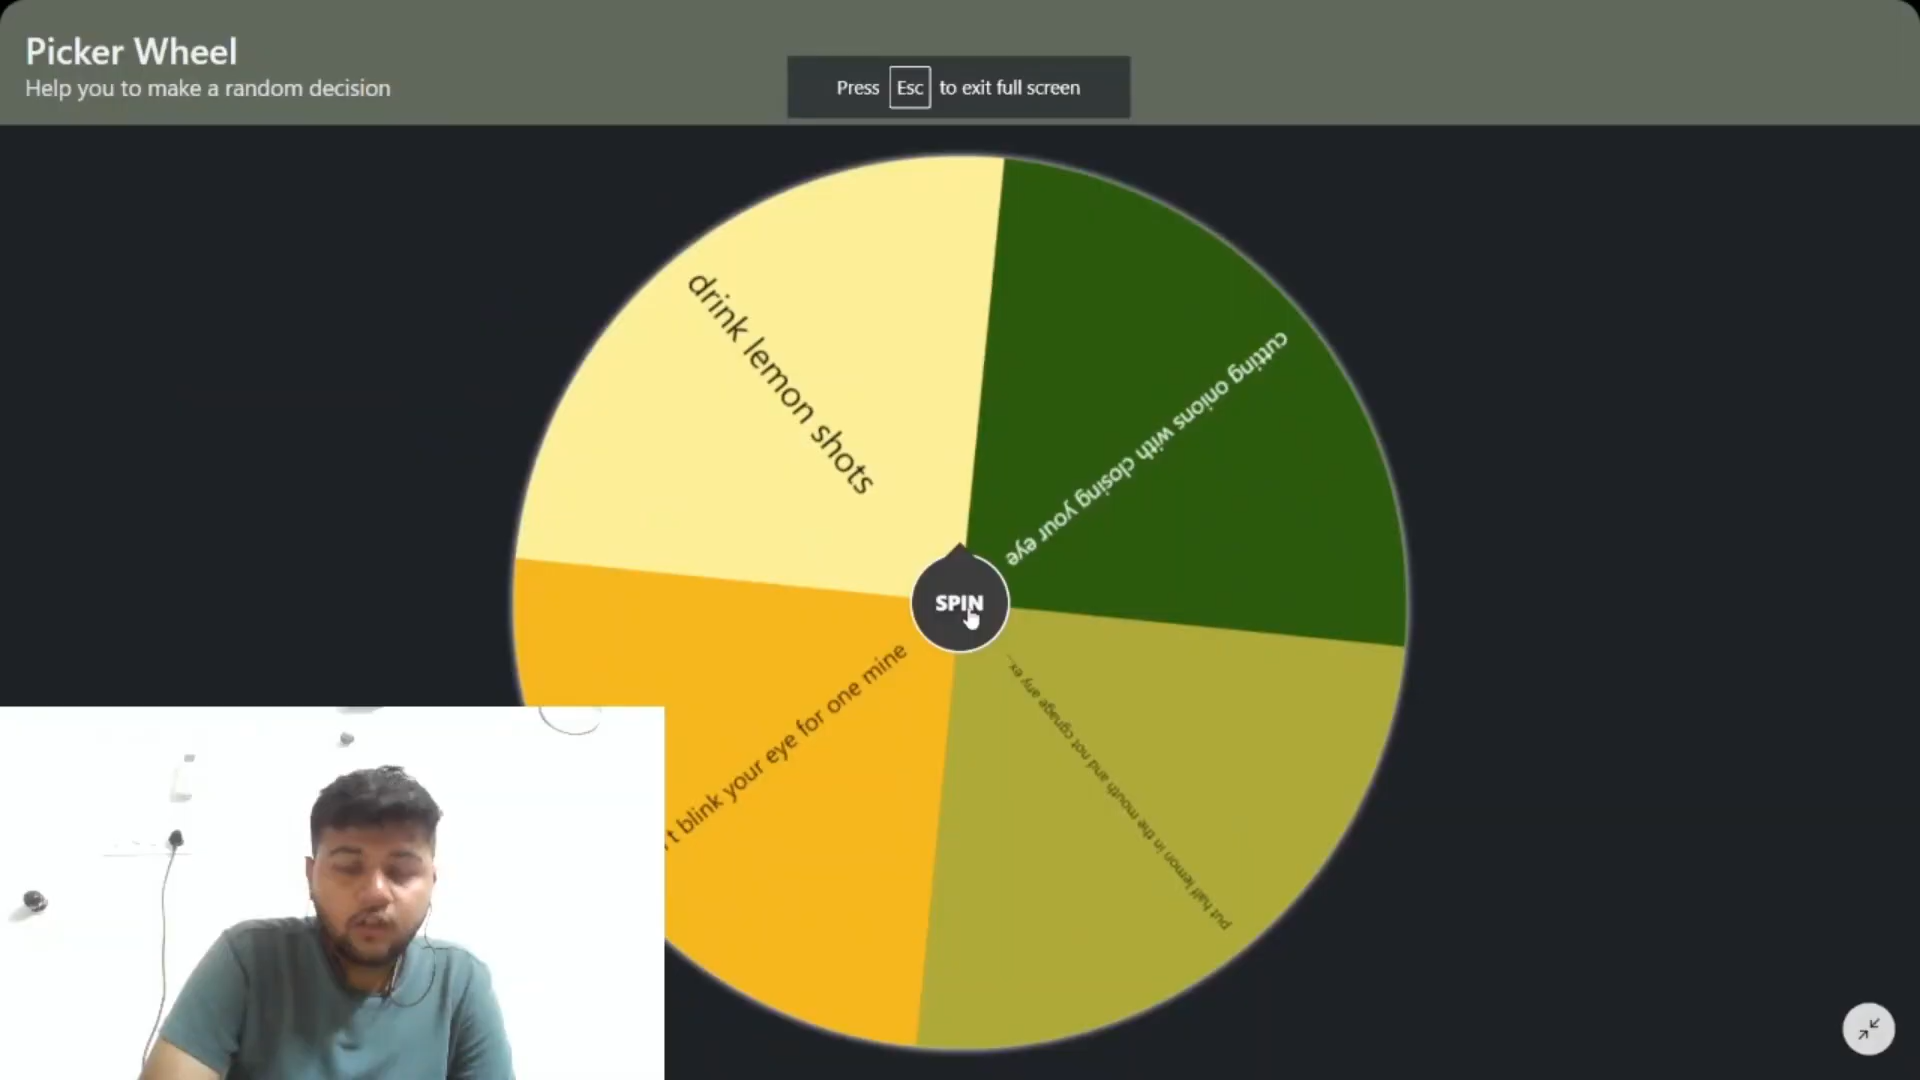 Picker Wheel
Help you to make a random decision
Press Esc to exit full screen
drink lemon shots
cutting onions with closing your eye
SPIN
't blink your eye for one mine
put half lemon in the mouth and not cgnage any ex...